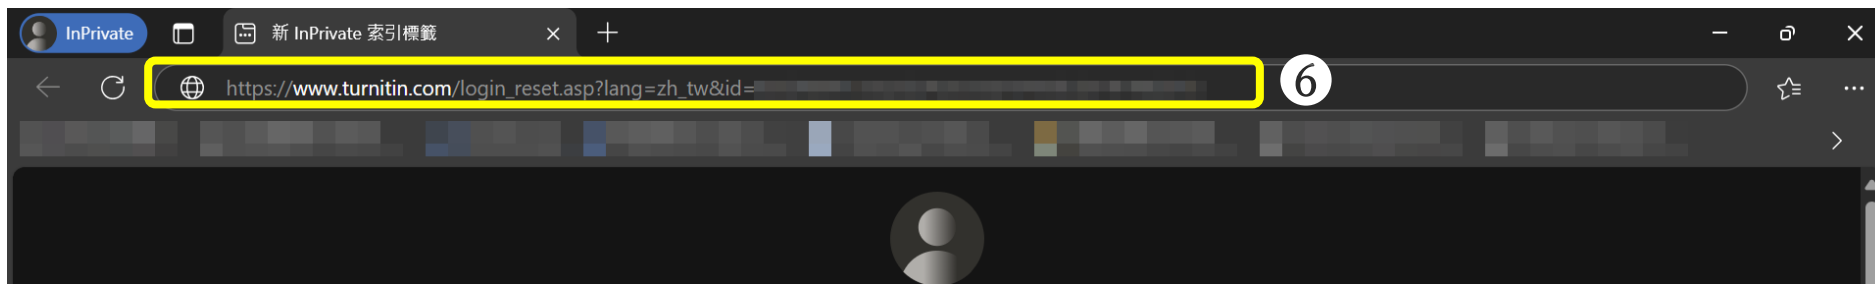 InPrivate
新 InPrivate 索引標籤
https://www.turnitin.com/login_reset.asp?lang=zh_tw&id=
6